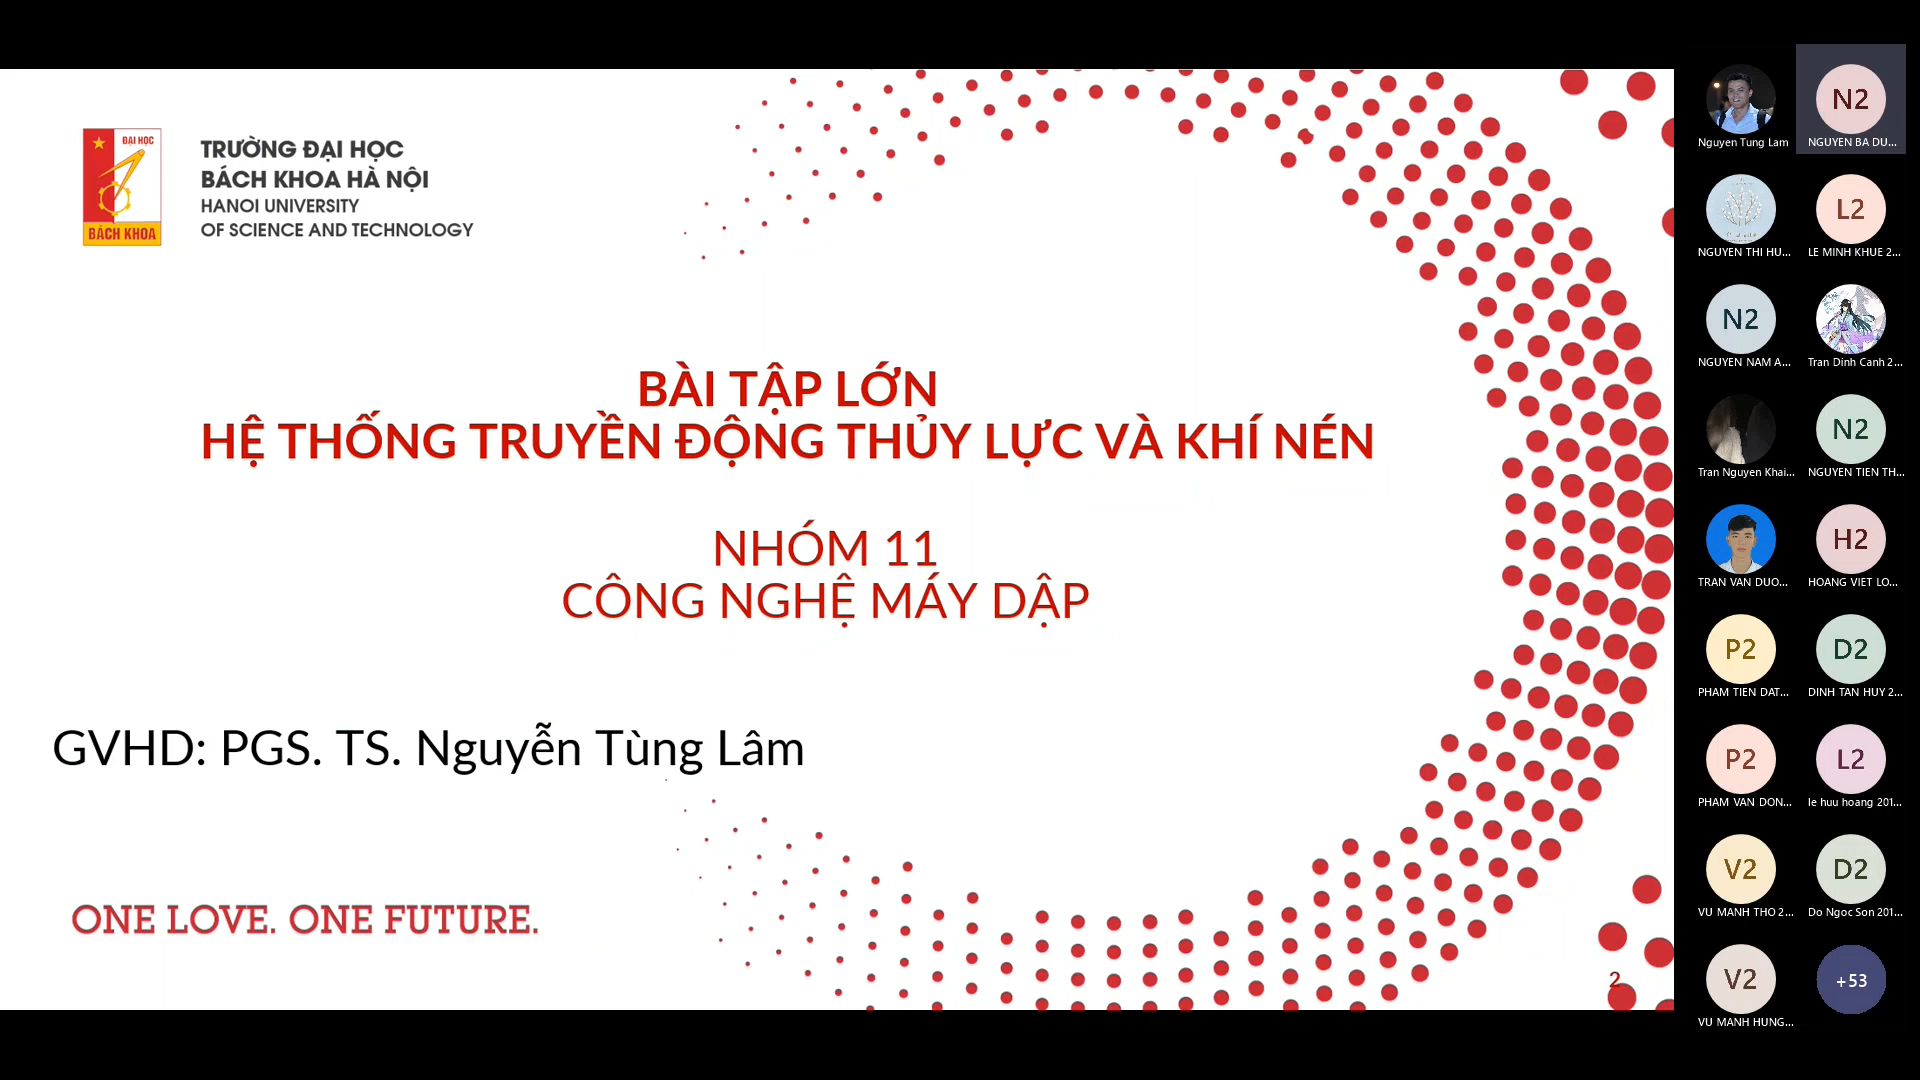 ĐẠI HỌC
BÁCH KHOA
TRƯỜNG ĐẠI HỌC
BÁCH KHOA HÀ NỘI
HANOI UNIVERSITY
OF SCIENCE AND TECHNOLOGY
BÀI TẬP LỚN
HỆ THỐNG TRUYỀN ĐỘNG THỦY LỰC VÀ KHÍ NÉN
NHÓM 11
CÔNG NGHỆ MÁY DẬP
GVHD: PGS. TS. Nguyễn Tùng Lâm
ONE LOVE. ONE FUTURE.
2
Nguyen Tung Lam
N2
NGUYEN BA DU...
NGUYEN THI HU...
L2
LE MINH KHUE 2...
N2
NGUYEN NAM A...
Tran Dinh Canh 2...
Tran Nguyen Khai...
N2
NGUYEN TIEN TH...
TRAN VAN DUO...
H2
HOANG VIET LO...
P2
PHAM TIEN DAT...
D2
DINH TAN HUY 2...
P2
PHAM VAN DON...
L2
le huu hoang 201...
V2
VU MANH THO 2...
D2
Do Ngoc Son 201...
V2
VU MANH HUNG...
+53